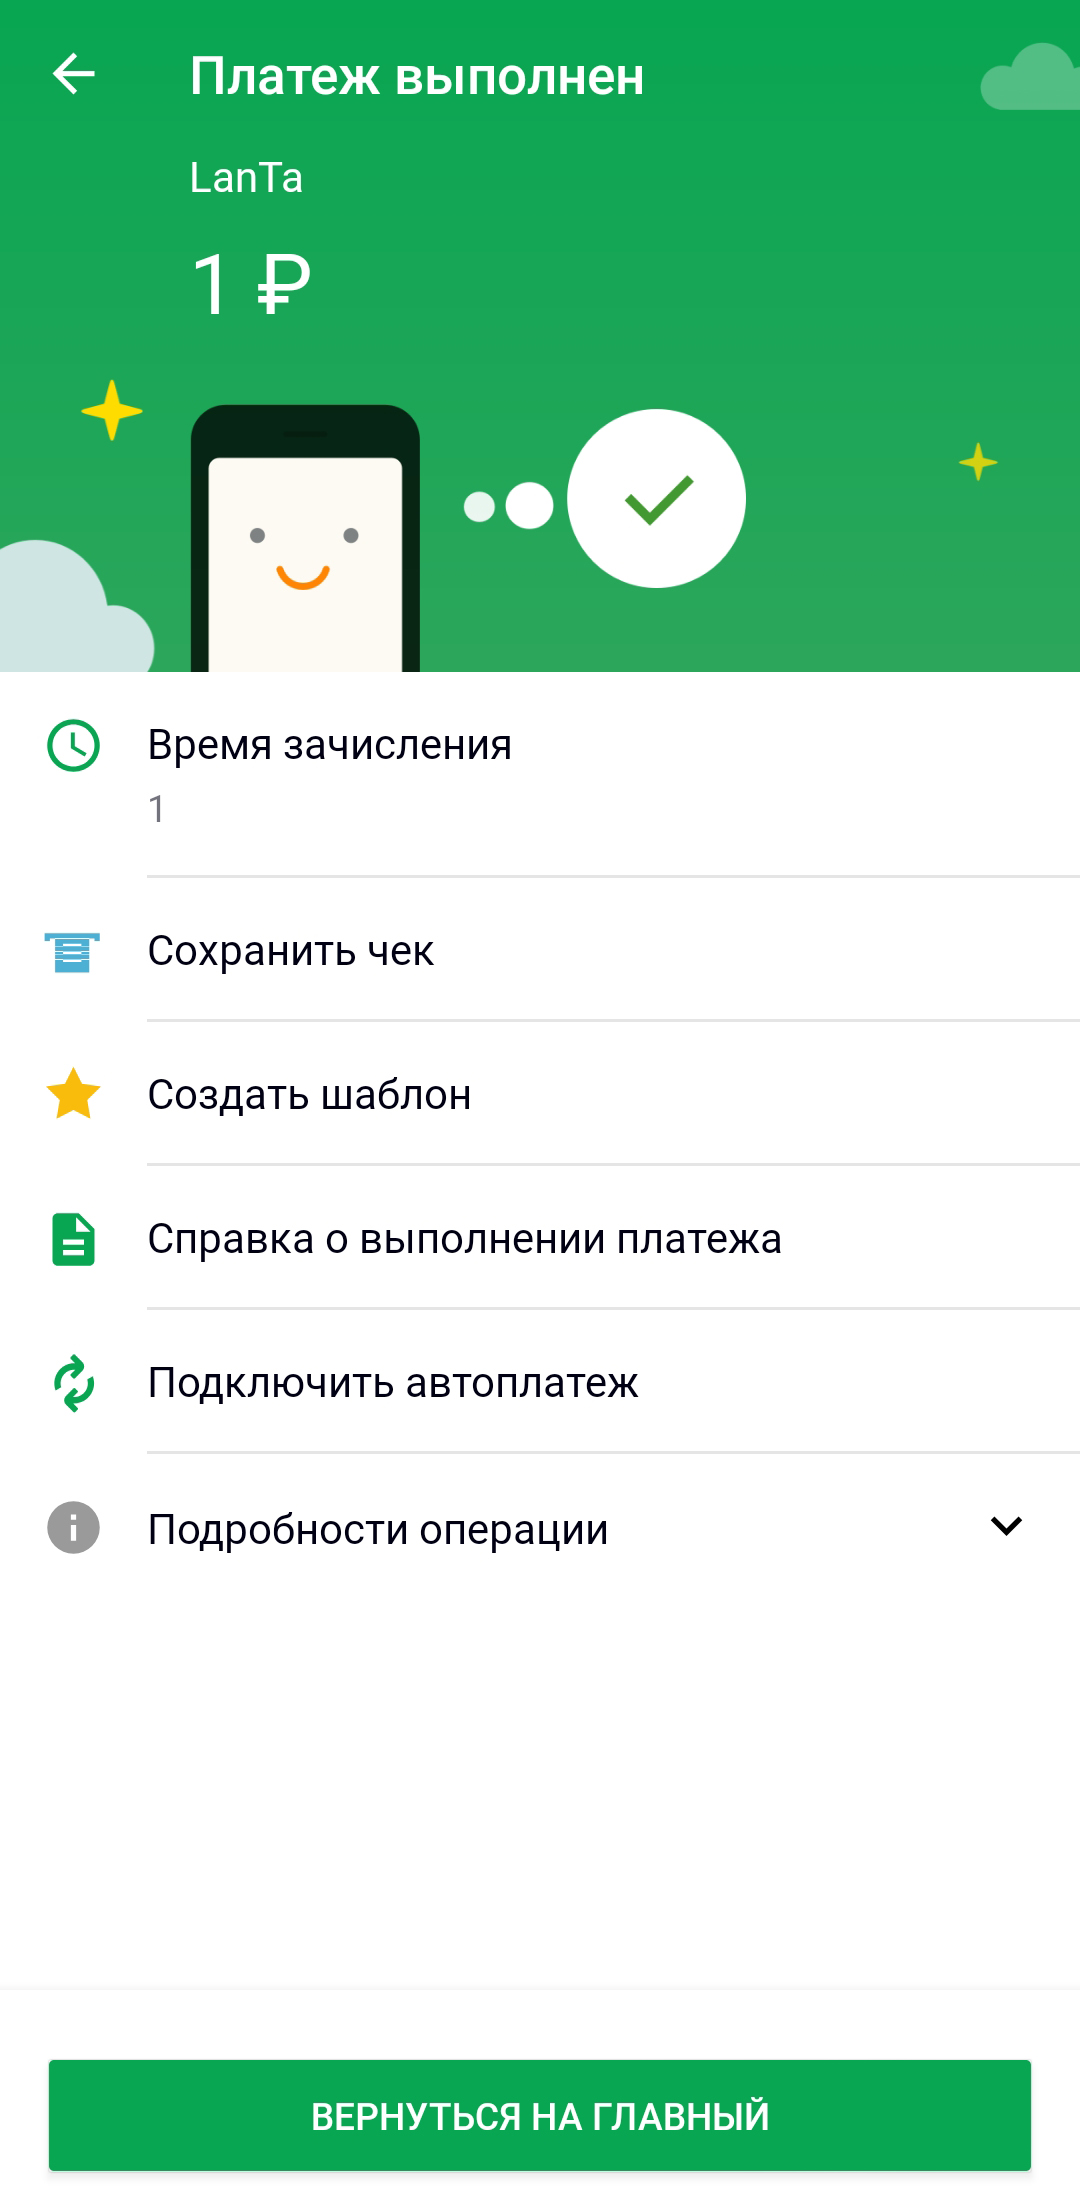 Платеж выполнен
LanTa
1 ₽
Время зачисления
1
Сохранить чек
Создать шаблон
Справка о выполнении платежа
Подключить автоплатеж
Подробности операции
ВЕРНУТЬСЯ НА ГЛАВНЫЙ